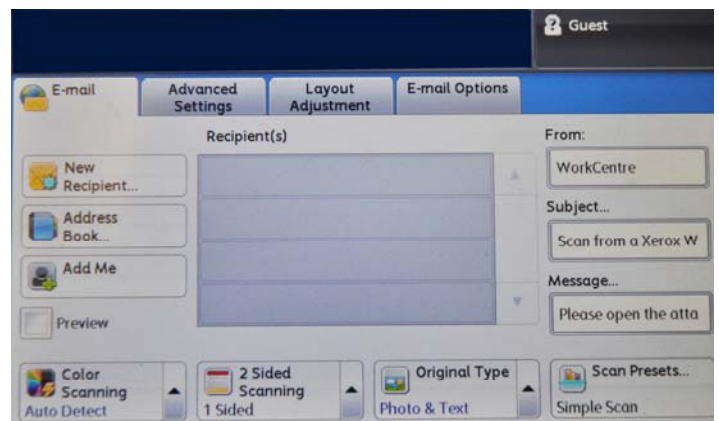 Guest
E-mail
Advanced
Settings
Layout
Adjustment
E-mail Options
Recipient(s)
From:
New
Recipient...
WorkCentre
Address
Book...
Subject...
Scan from a Xerox W
Add Me
Message...
Preview
Please open the atta
Color
Scanning
Auto Detect
2 Sided
Scanning
1 Sided
Original Type
Photo & Text
Scan Presets...
Simple Scan